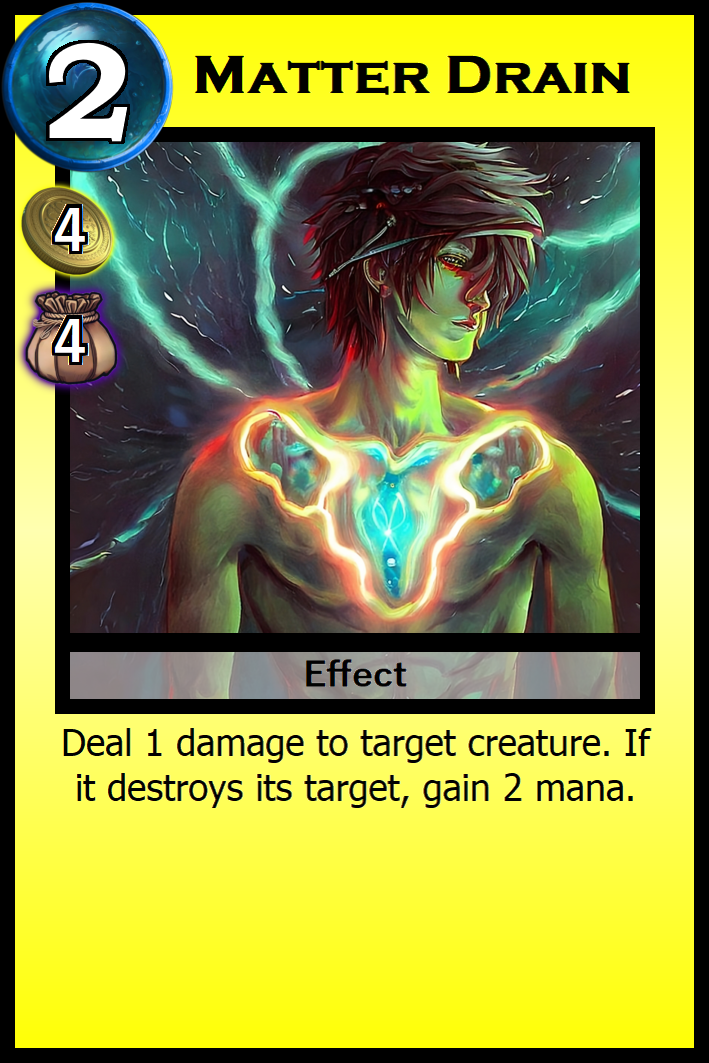 2
Matter Drain
4
4
Effect
Deal 1 damage to target creature. If
it destroys its target, gain 2 mana.